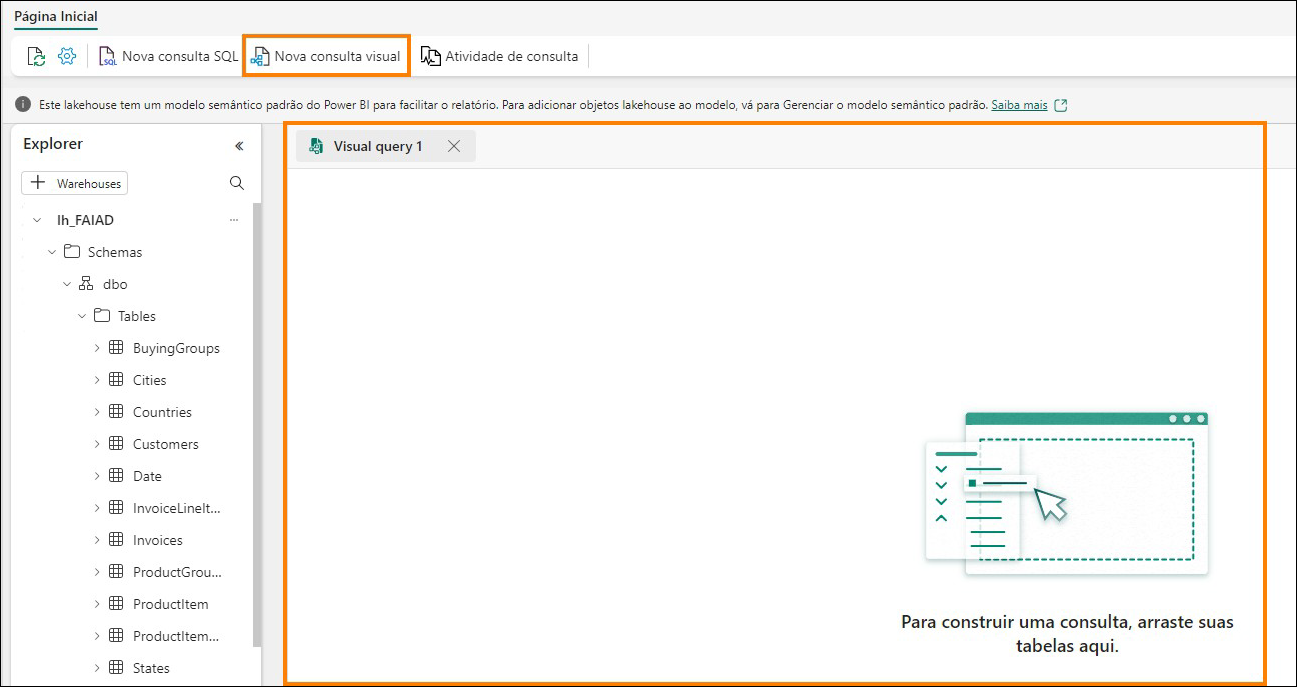 Página Inicial
SQL Nova consulta SQL Nova consulta visual Atividade de consulta
Este lakehouse tem um modelo semântico padrão do Power BI para facilitar o relatório. Para adicionar objetos lakehouse ao modelo, vá para Gerenciar o modelo semântico padrão. Saiba mais
Explorer
Warehouses
lh_FAIAD
Schemas
dbo
Tables
BuyingGroups
Cities
Countries
Customers
Date
InvoiceLineIt...
Invoices
ProductGrou...
ProductItem
ProductItem...
States
Visual query 1
Para construir uma consulta, arraste suas
tabelas aqui.